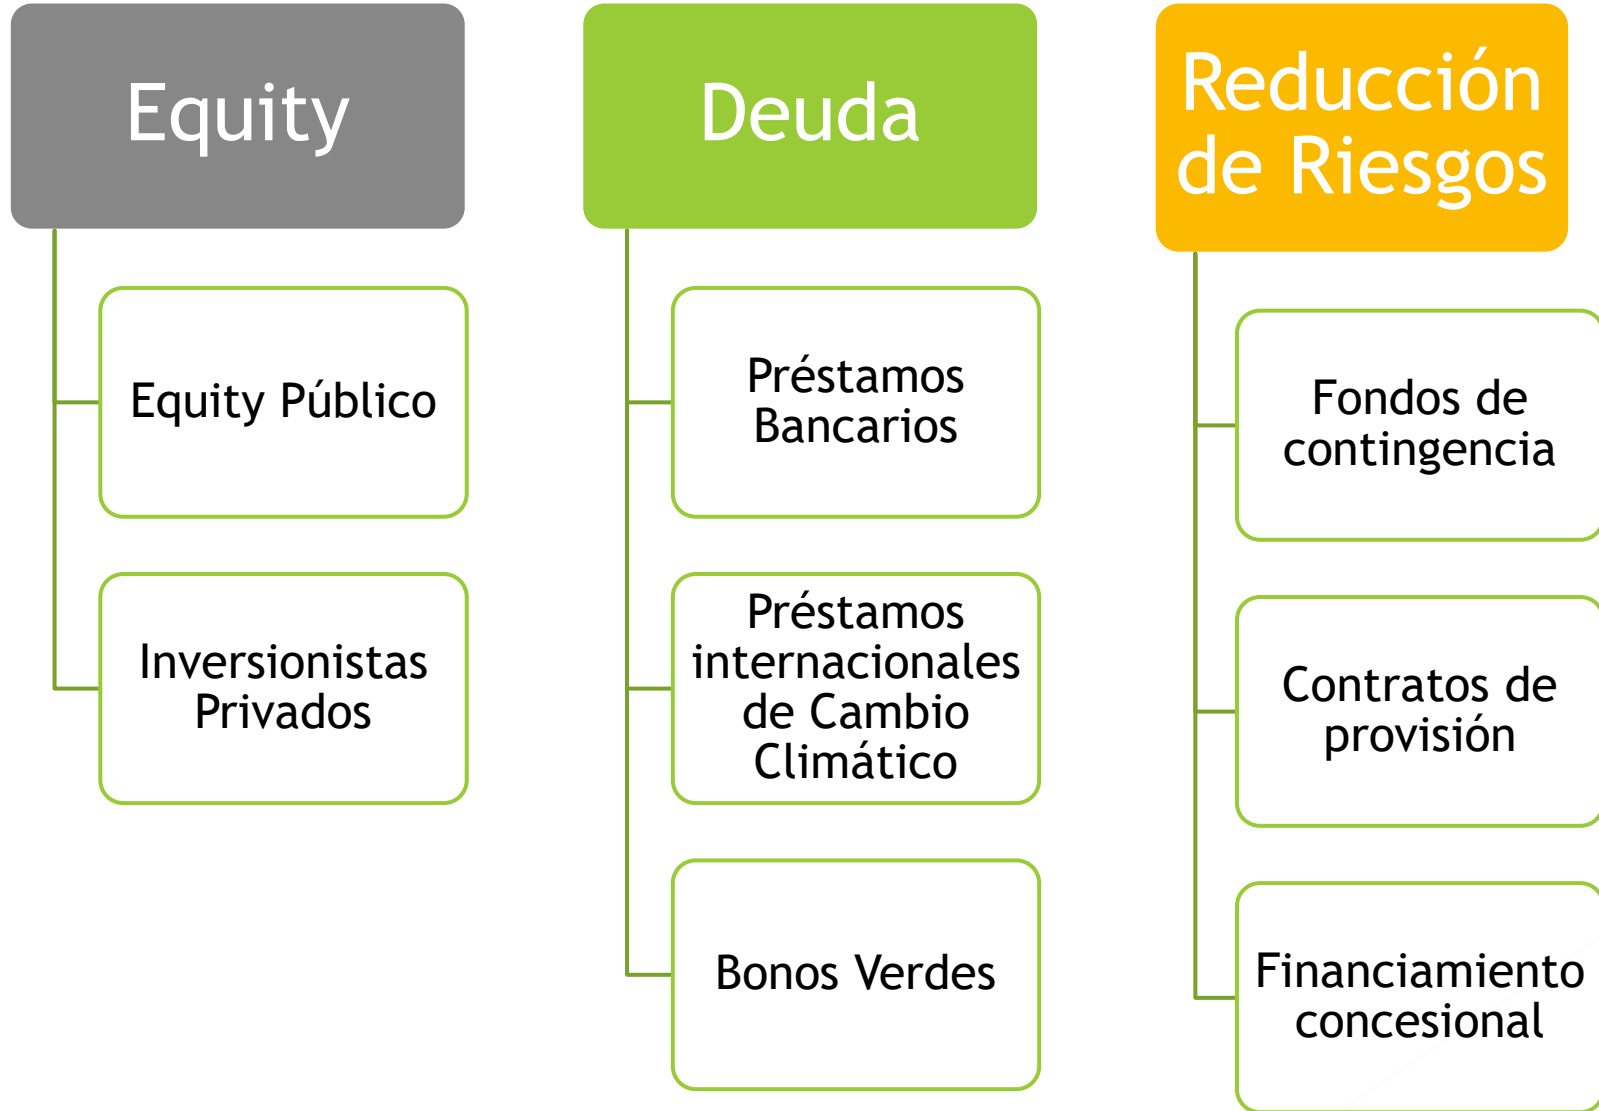 Equity
Equity Público
Inversionistas
Privados
Deuda
Préstamos
Bancarios
Préstamos
internacionales
de Cambio
Climático
Bonos Verdes
Reducción
de Riesgos
Fondos de
contingencia
Contratos de
provisión
Financiamiento
concesional